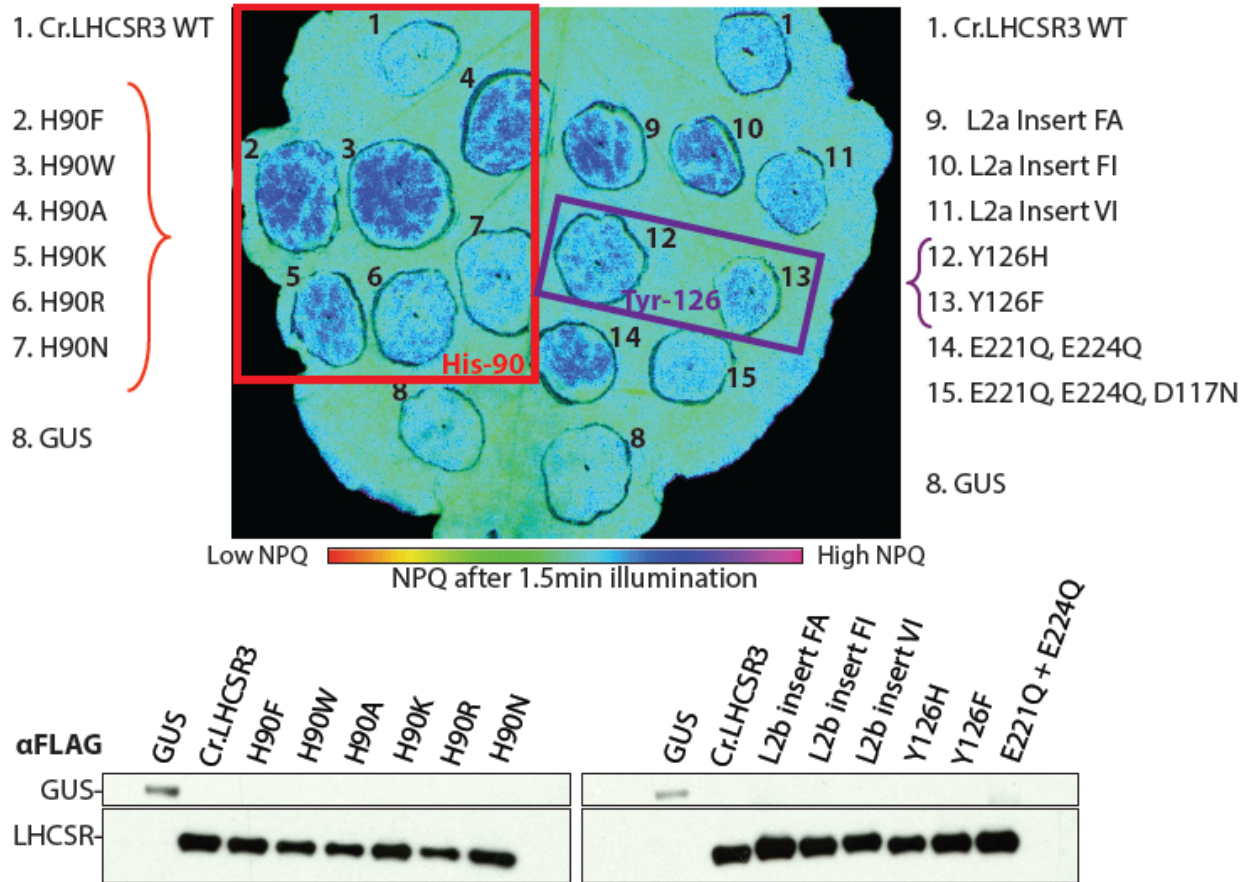 1. Cr.LHCSR3 WT
2. H90F
3. H90W
4. H90A
5. H90K
6. H90R
7. H90N
8. GUS
1
4
2
3
7
5
6
His-90
8
1
9
10
11
12
13
Tyr-126
14
15
8
1. Cr.LHCSR3 WT
9. L2a Insert FA
10. L2a Insert FI
11. L2a Insert VI
12. Y126H
13. Y126F
14. E221Q, E224Q
15. E221Q, E224Q, D117N
8. GUS
Low NPQ
High NPQ
NPQ after 1.5min illumination
αFLAG
GUS
Cr.LHCSR3
H90F
H90W
H90A
H90K
H90R
H90N
GUS
Cr.LHCSR3
L2b insert FA
L2b insert FI
L2b insert VI
Y126H
Y126F
E221Q + E224Q
GUS-
LHCSR-